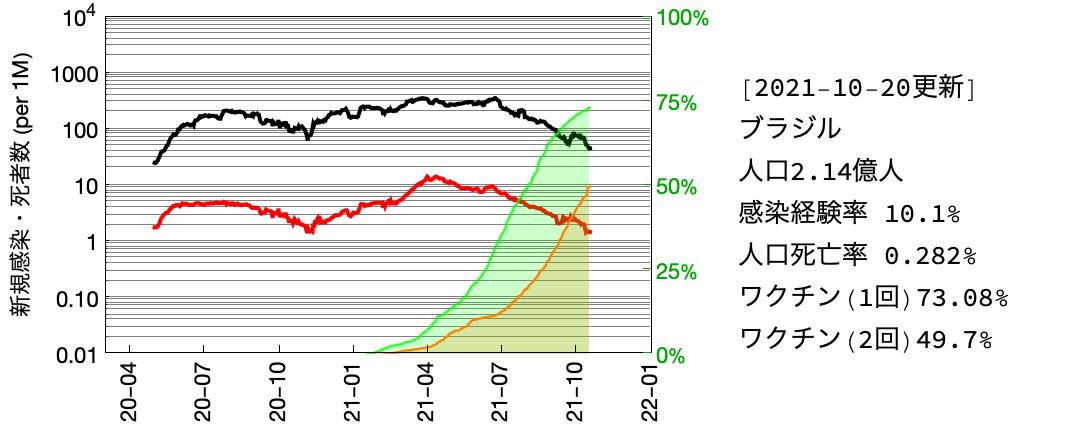 新規感染・死者数 (per 1M)
10^4
1000
100
10
1
0.10
0.01
100%
75%
50%
25%
0%
20-04
20-07
20-10
21-01
21-04
21-07
21-10
22-01
[2021-10-20更新]
ブラジル
人口2.14億人
感染経験率 10.1%
人口死亡率 0.282%
ワクチン(1回)73.08%
ワクチン(2回)49.7%